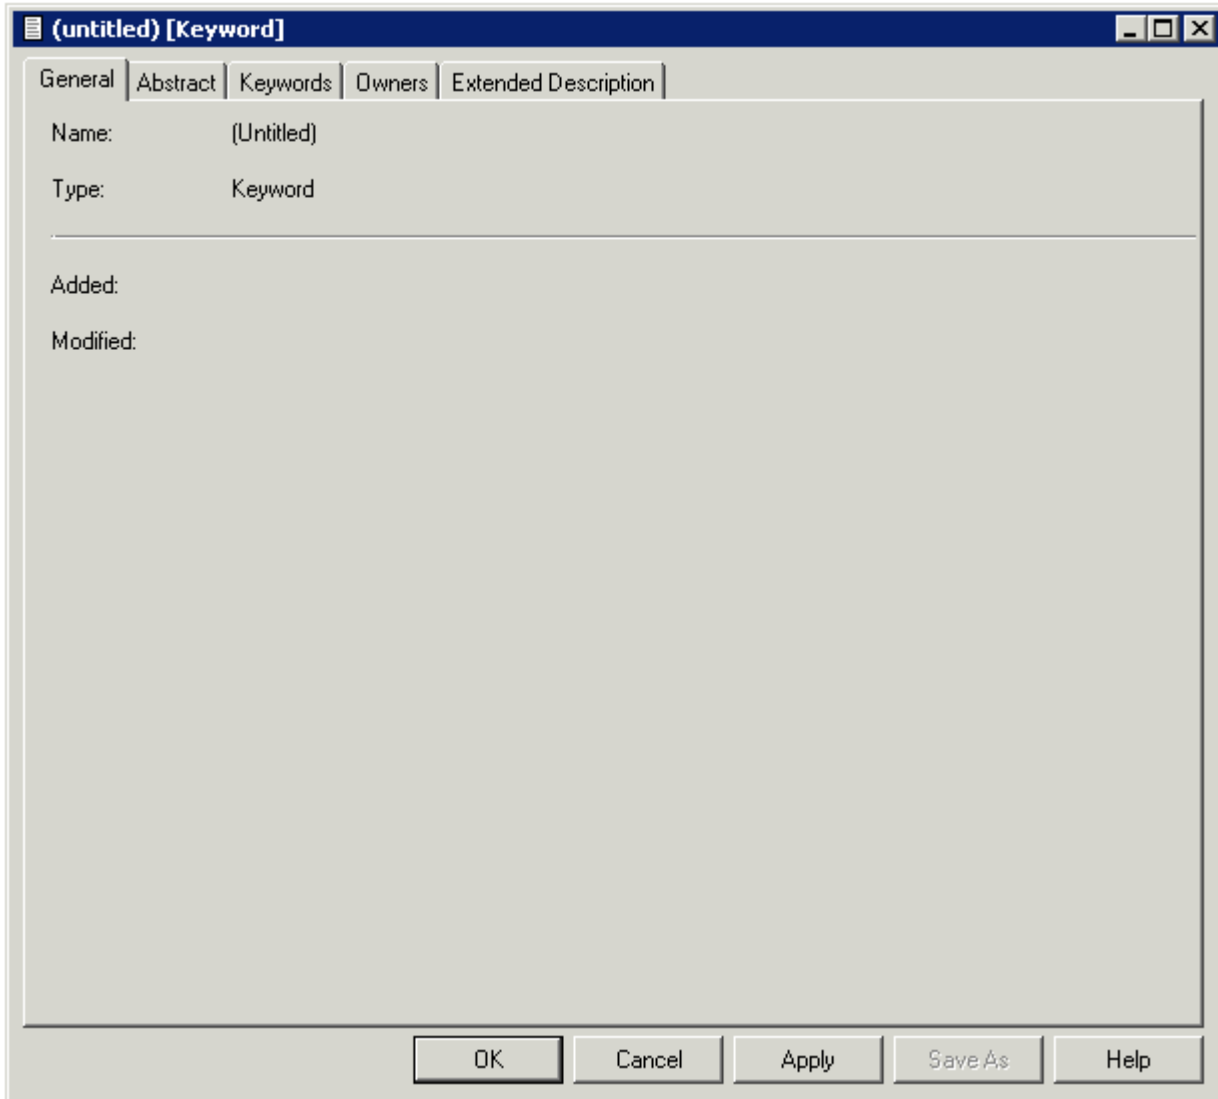 (untitled) [Keyword]
General Abstract Keywords Owners Extended Description
Name: (Untitled)
Type: Keyword
Added:
Modified:
OK Cancel Apply Save As Help